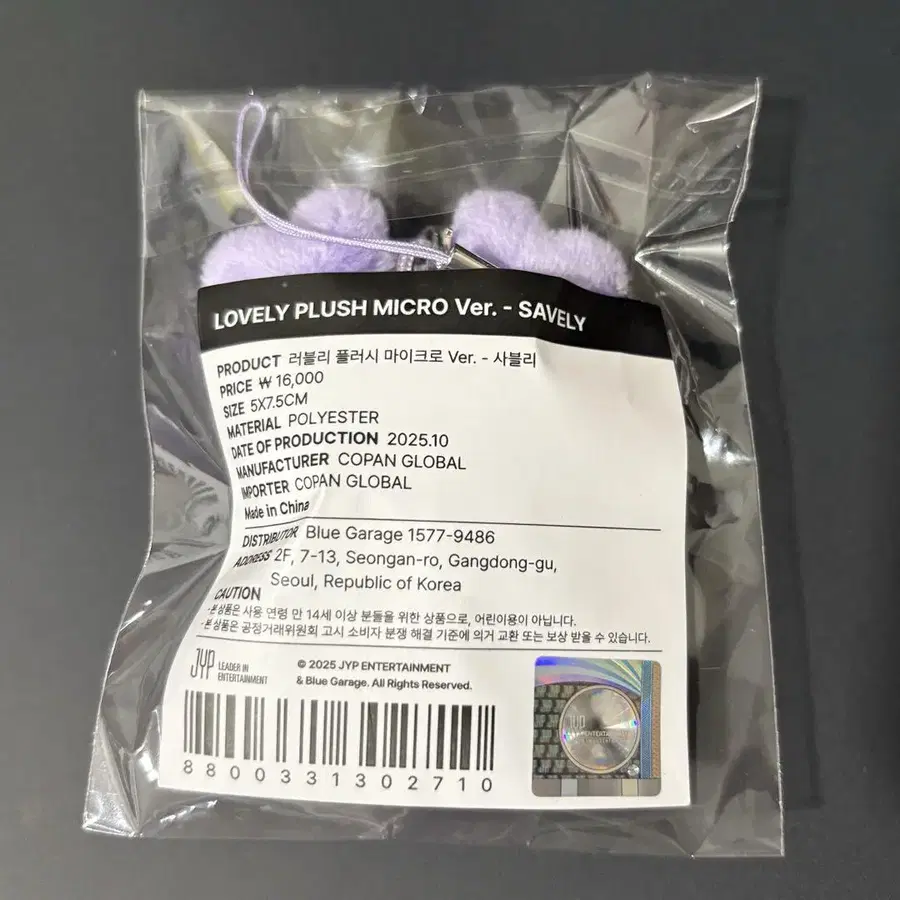 LOVELY PLUSH MICRO Ver. - SAVELY
PRODUCT 러블리 플러시 마이크로 Ver. - 사블리
PRICE ₩ 16,000
SIZE 5X7.5CM
MATERIAL POLYESTER
DATE OF PRODUCTION 2025.10
MANUFACTURER COPAN GLOBAL
IMPORTER COPAN GLOBAL
Made in China
DISTRIBUTOR Blue Garage 1577-9486
ADDRESS 2F, 7-13, Seongan-ro, Gangdong-gu,
Seoul, Republic of Korea
CAUTION
- 본 상품은 사용 연령 만 14세 이상 분들을 위한 상품으로, 어린이용이 아닙니다.
- 본 상품은 공정거래위원회 고시 소비자 분쟁 해결 기준에 의거 교환 또는 보상 받을 수 있습니다.
JYP LEADER IN
ENTERTAINMENT
© 2025 JYP ENTERTAINMENT
& Blue Garage. All Rights Reserved.
8800331302710
JYP
ENTERTAINMENT